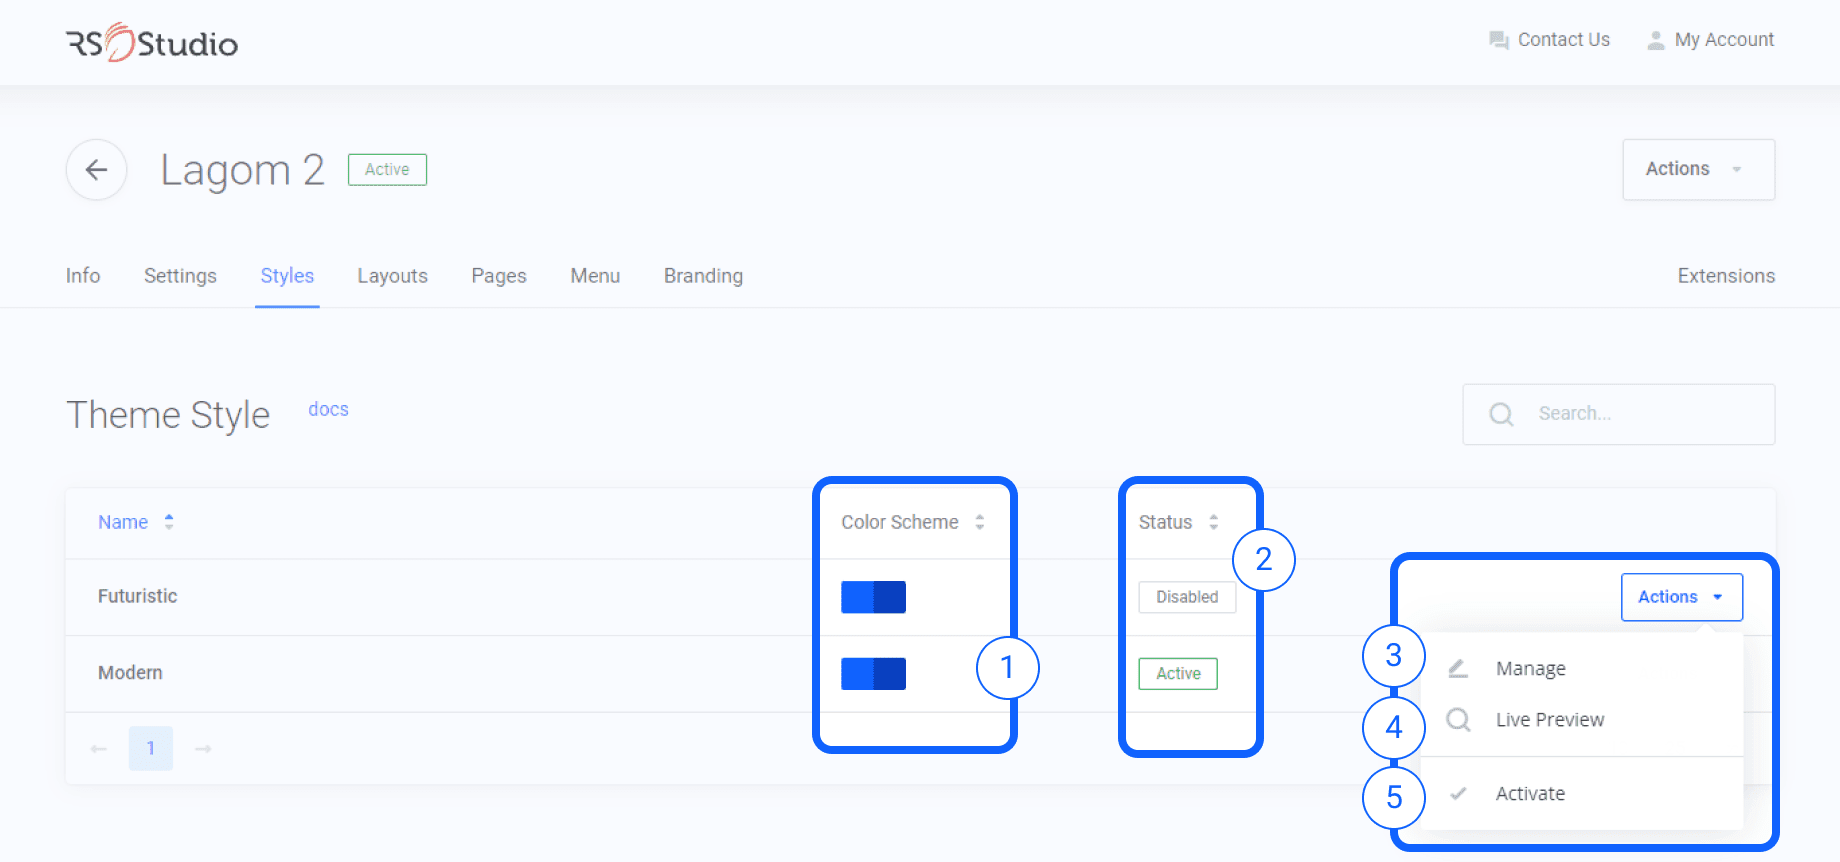 RSStudio
Contact Us
My Account
Lagom 2
Active
Actions
Info
Settings
Styles
Layouts
Pages
Menu
Branding
Extensions
Theme Style
docs
Search...
Name
Color Scheme
Status
2
Futuristic
Disabled
Actions
1
3
Manage
Modern
Active
4
Live Preview
1
5
Activate